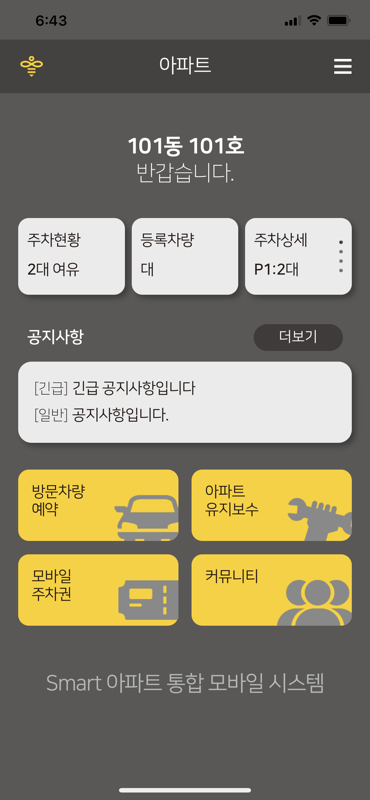 6:43
아파트
101동 101호
반갑습니다.
주차현황
2대 여유
등록차량
대
주차상세
P1:2대
공지사항
더보기
[긴급] 긴급 공지사항입니다
[일반] 공지사항입니다.
방문차량
예약
아파트
유지보수
모바일
주차권
커뮤니티
Smart 아파트 통합 모바일 시스템